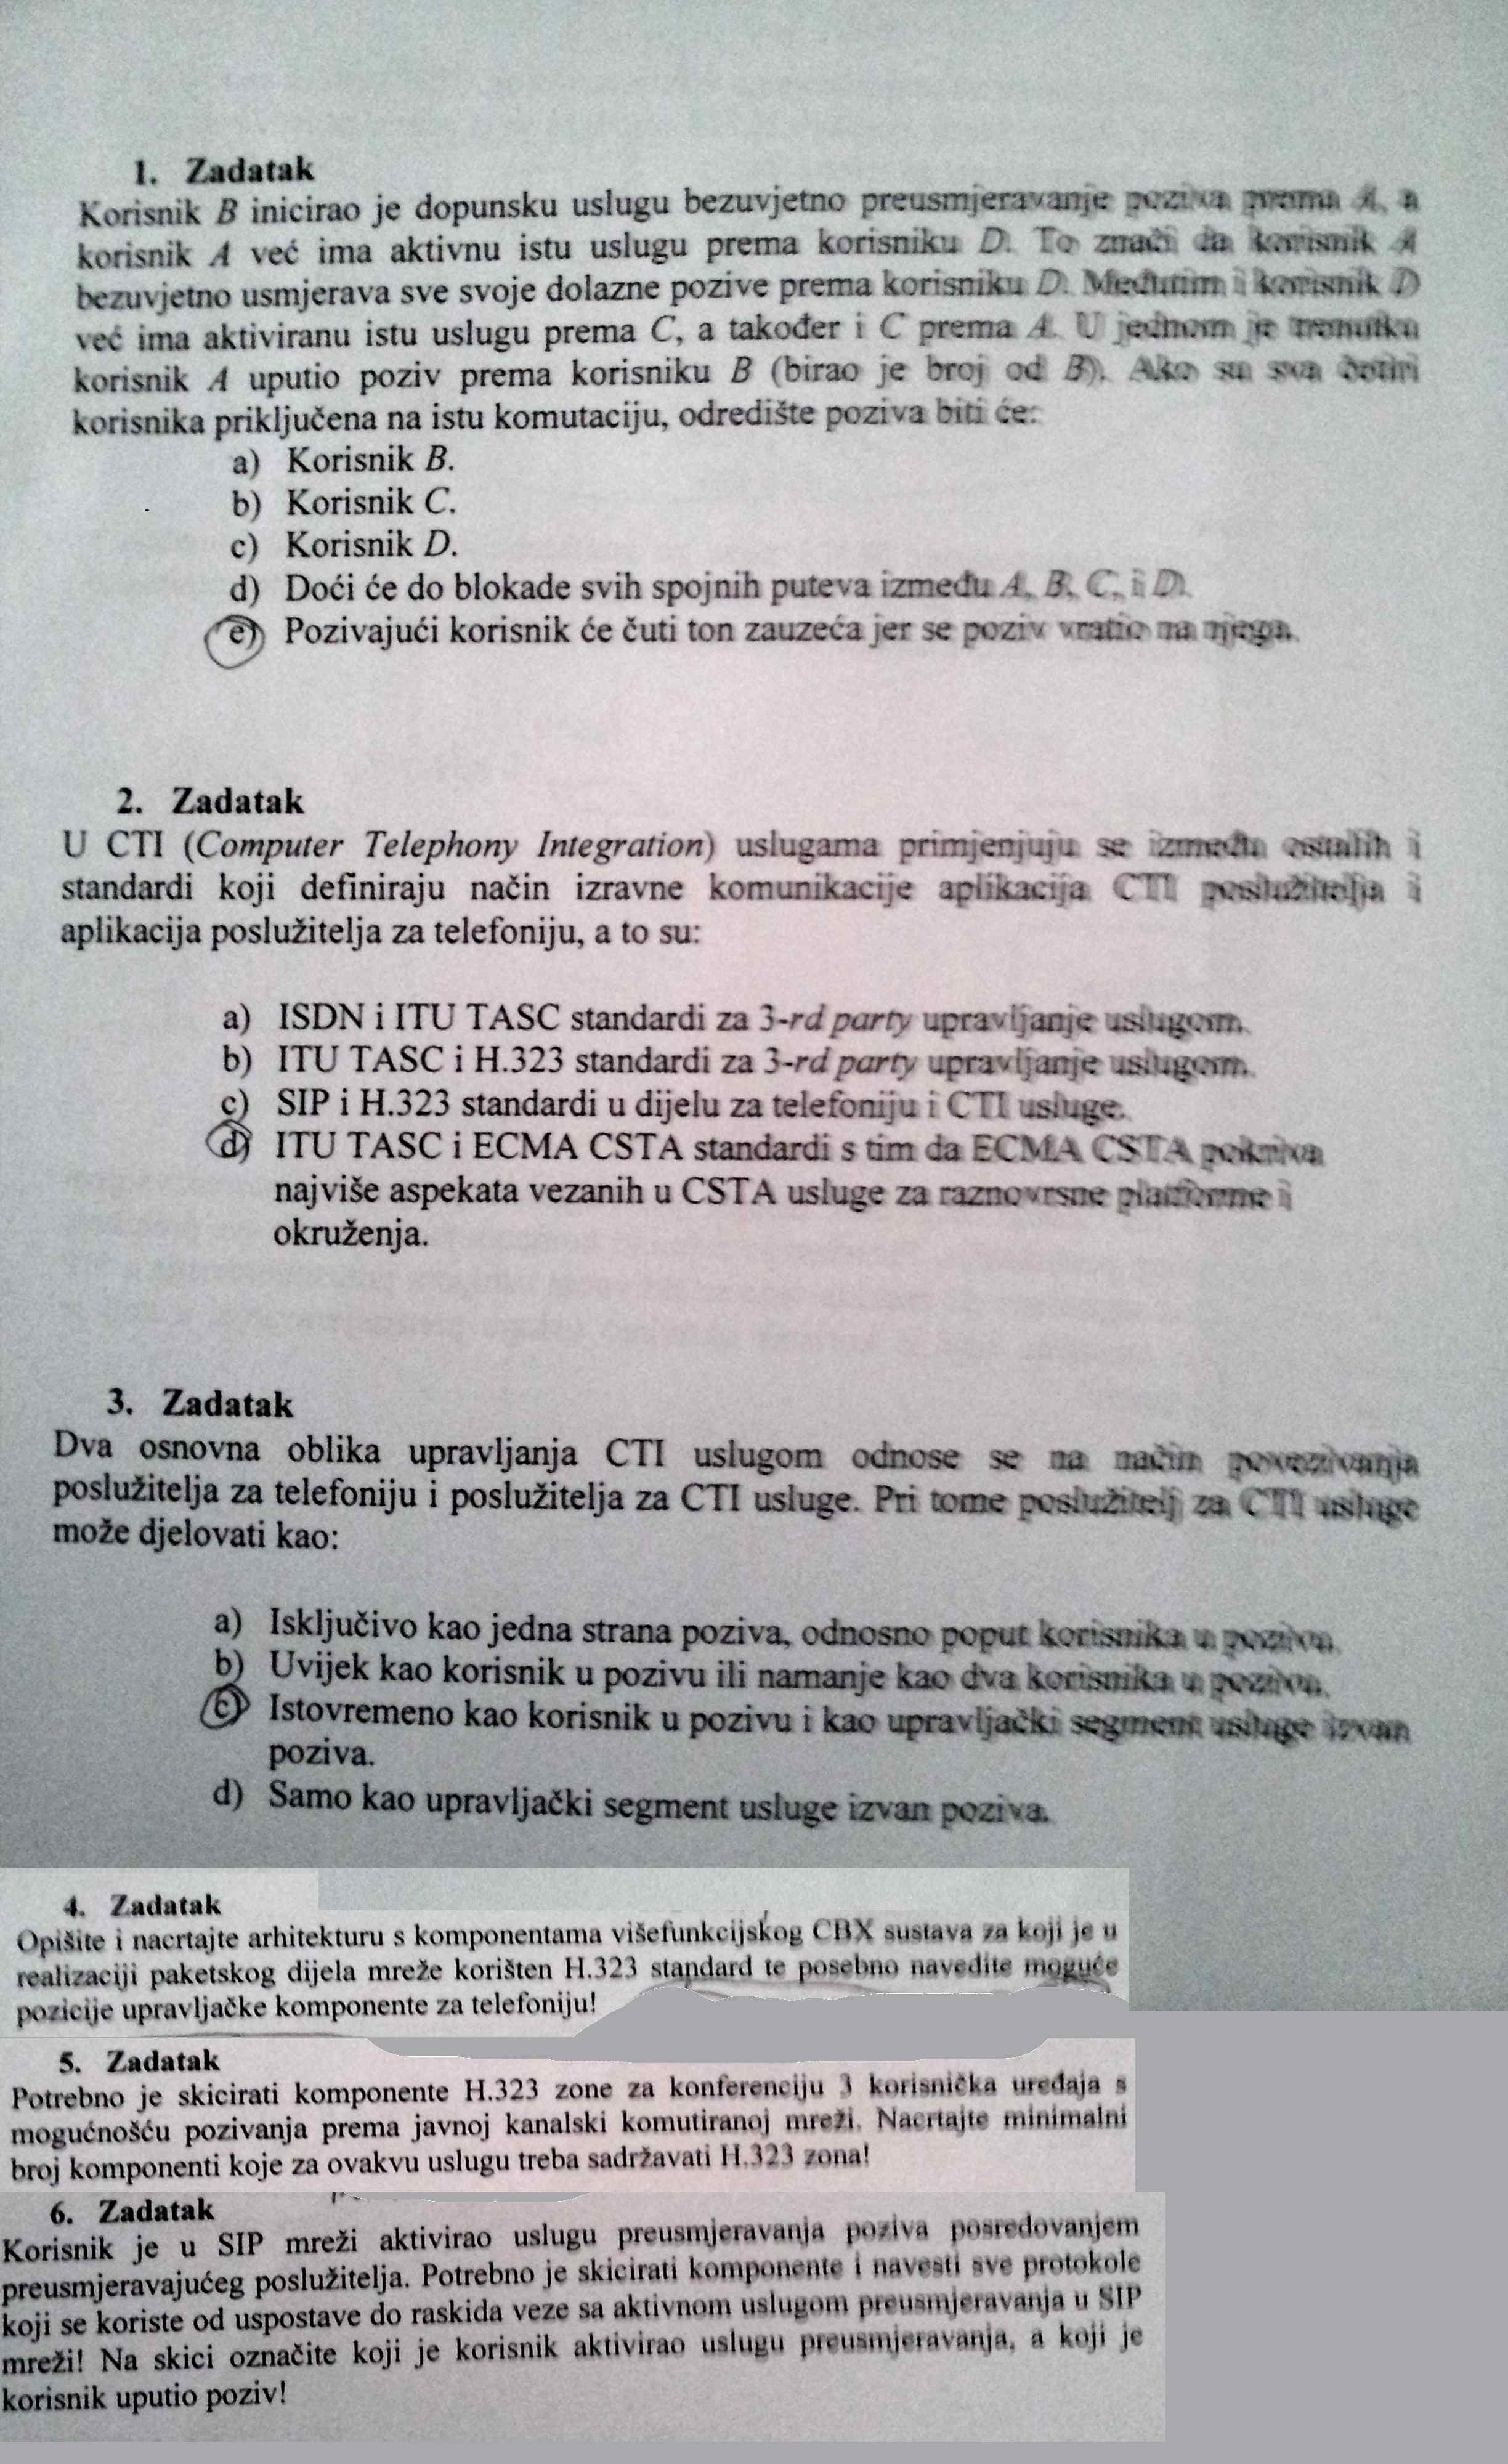 1. Zadatak
Korisnik B inicirao je dopunsku uslugu bezuvjetno preusmjeravanje poziva prema A, a
korisnik A već ima aktivnu istu uslugu prema korisniku D. To znači da korisnik A
bezuvjetno usmjerava sve svoje dolazne pozive prema korisniku D. Međutim i korisnik D
već ima aktiviranu istu uslugu prema C, a također i C prema A. U jednom je trenutku
korisnik A uputio poziv prema korisniku B (birao je broj od B). Ako su sva četiri
korisnika priključena na istu komutaciju, odredište poziva biti će:
a) Korisnik B.
b) Korisnik C.
c) Korisnik D.
d) Doći će do blokade svih spojnih puteva između A, B, C, i D.
e) Pozivajući korisnik će čuti ton zauzeća jer se poziv vratio na njega.
2. Zadatak
U CTI (Computer Telephony Integration) uslugama primjenjuju se između ostalih i
standardi koji definiraju način izravne komunikacije aplikacija CTI poslužitelja i
aplikacija poslužitelja za telefoniju, a to su:
a) ISDN i ITU TASC standardi za 3-rd party upravljanje uslugom.
b) ITU TASC i H.323 standardi za 3-rd party upravljanje uslugom.
c) SIP i H.323 standardi u dijelu za telefoniju i CTI usluge.
d) ITU TASC i ECMA CSTA standardi s tim da ECMA CSTA pokriva
najviše aspekata vezanih u CSTA usluge za raznovrsne platforme i
okruženja.
3. Zadatak
Dva osnovna oblika upravljanja CTI uslugom odnose se na način povezivanja
poslužitelja za telefoniju i poslužitelja za CTI usluge. Pri tome poslužitelj za CTI usluge
može djelovati kao:
a) Isključivo kao jedna strana poziva, odnosno poput korisnika u pozivu.
b) Uvijek kao korisnik u pozivu ili namanje kao dva korisnika u pozivu.
c) Istovremeno kao korisnik u pozivu i kao upravljački segment usluge izvan
poziva.
d) Samo kao upravljački segment usluge izvan poziva.
4. Zadatak
Opišite i nacrtajte arhitekturu s komponentama višefunkcijskog CBX sustava za koji je u
realizaciji paketskog dijela mreže korišten H.323 standard te posebno navedite moguće
pozicije upravljačke komponente za telefoniju!
5. Zadatak
Potrebno je skicirati komponente H.323 zone za konferenciju 3 korisnička uređaja s
mogućnošću pozivanja prema javnoj kanalski komutiranoj mreži. Nacrtajte minimalni
broj komponenti koje za ovakvu uslugu treba sadržavati H.323 zona!
6. Zadatak
Korisnik je u SIP mreži aktivirao uslugu preusmjeravanja poziva posredovanjem
preusmjeravajućeg poslužitelja. Potrebno je skicirati komponente i navesti sve protokole
koji se koriste od uspostave do raskida veze sa aktivnom uslugom preusmjeravanja u SIP
mreži! Na skici označite koji je korisnik aktivirao uslugu preusmjeravanja, a koji je
korisnik uputio poziv!